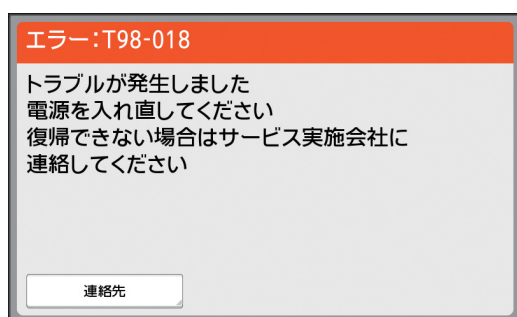 エラー:T98-018
トラブルが発生しました
電源を入れ直してください
復帰できない場合はサービス実施会社に
連絡してください
連絡先